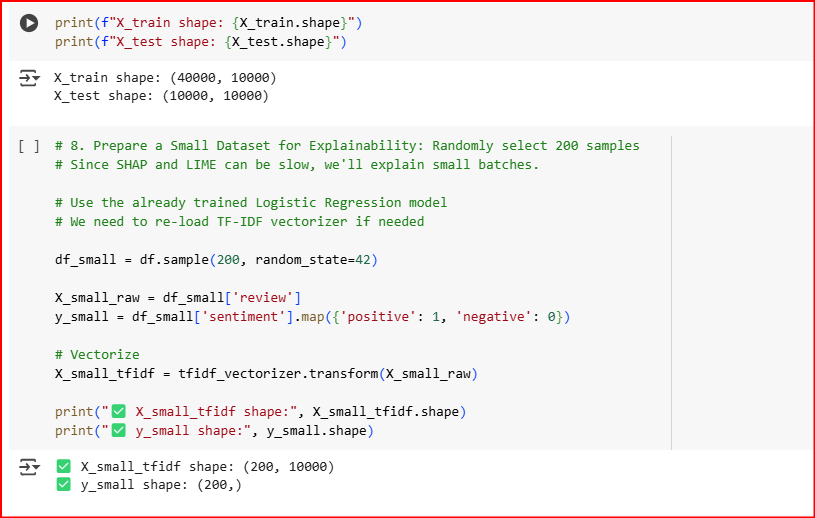 print(f"X_train shape: {X_train.shape}")
print(f"X_test shape: {X_test.shape}")
X_train shape: (40000, 10000)
X_test shape: (10000, 10000)
[ ] # 8. Prepare a Small Dataset for Explainability: Randomly select 200 samples
# Since SHAP and LIME can be slow, we'll explain small batches.
# Use the already trained Logistic Regression model
# We need to re-load TF-IDF vectorizer if needed
df_small = df.sample(200, random_state=42)
X_small_raw = df_small['review']
y_small = df_small['sentiment'].map({'positive': 1, 'negative': 0})
# Vectorize
X_small_tfidf = tfidf_vectorizer.transform(X_small_raw)
print("✅ X_small_tfidf shape:", X_small_tfidf.shape)
print("✅ y_small shape:", y_small.shape)
✅ X_small_tfidf shape: (200, 10000)
✅ y_small shape: (200,)